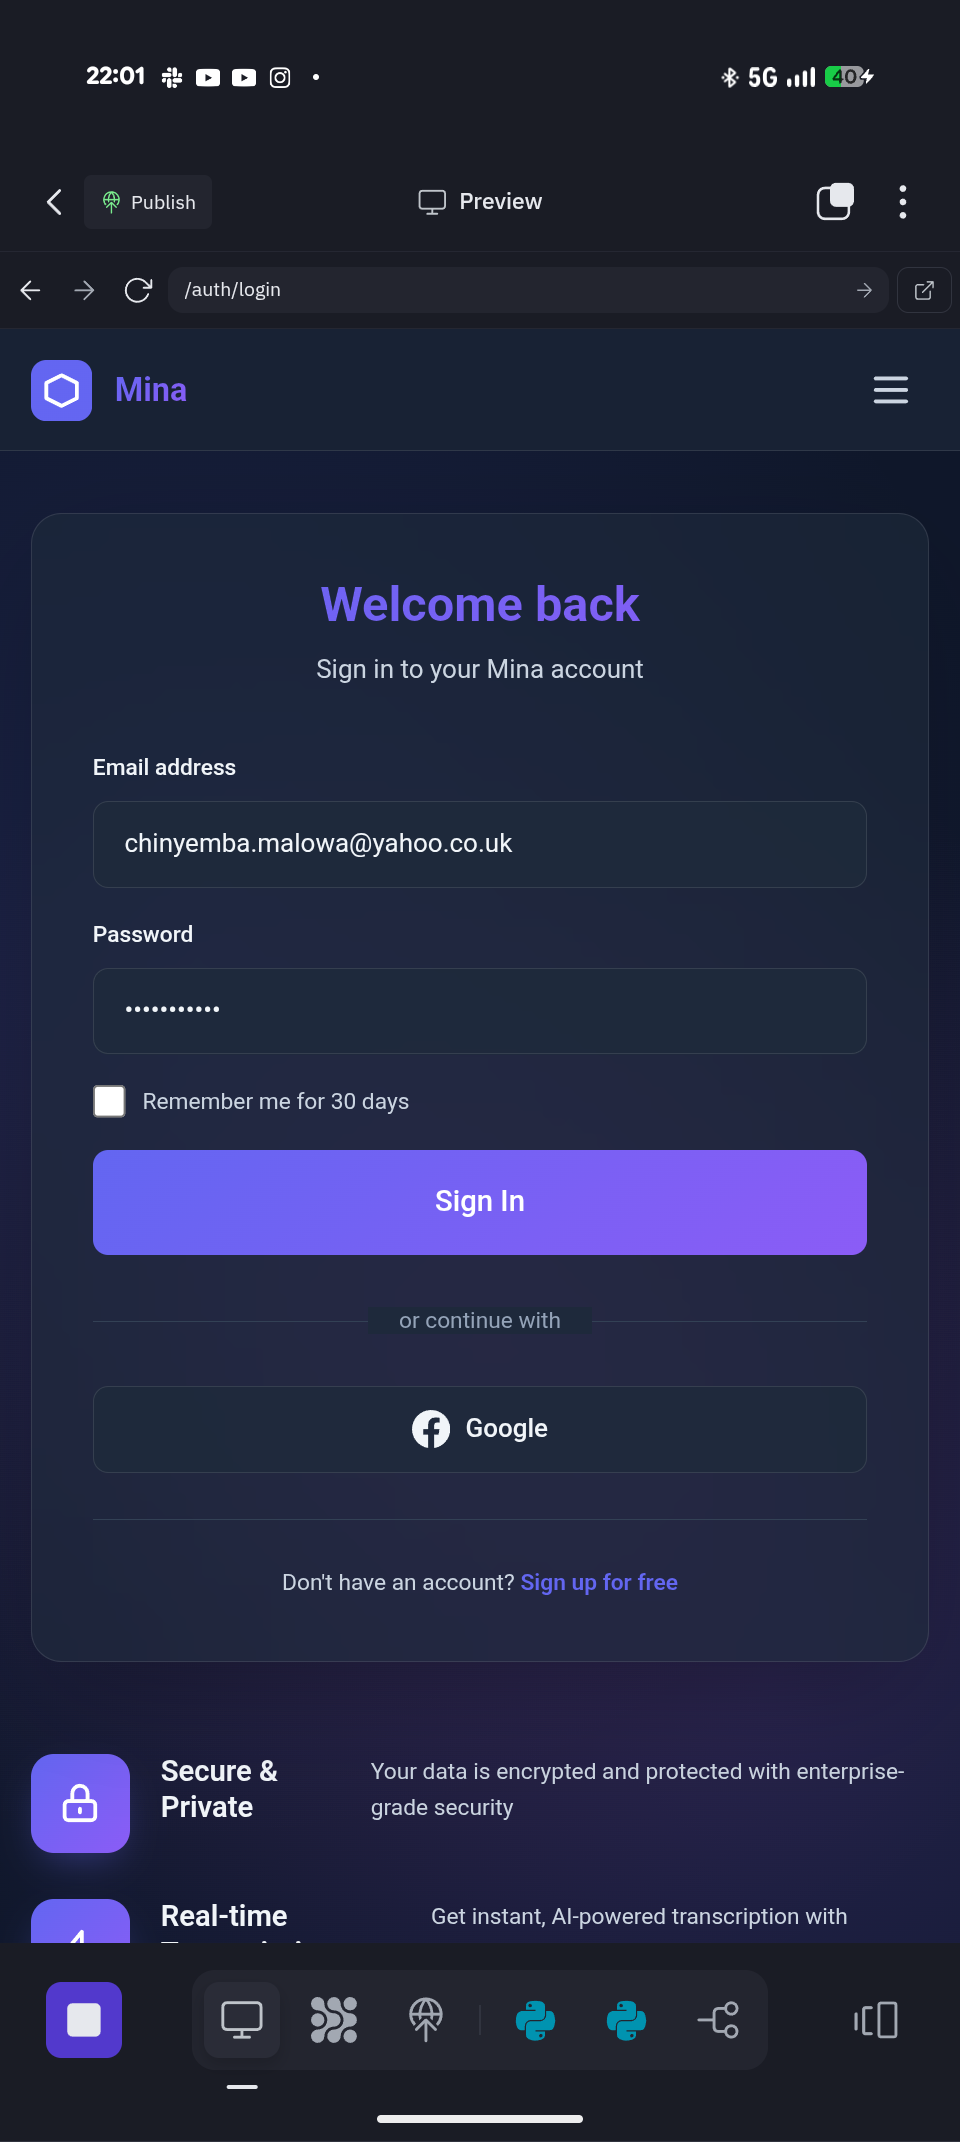 22:01
5G
40
Publish
Preview
/auth/login
Mina
Welcome back
Sign in to your Mina account
Email address
chinyemba.malowa@yahoo.co.uk
Password
•••••••••••
Remember me for 30 days
Sign In
or continue with
Google
Don't have an account? Sign up for free
Secure &
Private
Your data is encrypted and protected with enterprise-
grade security
Real-time
Get instant, AI-powered transcription with